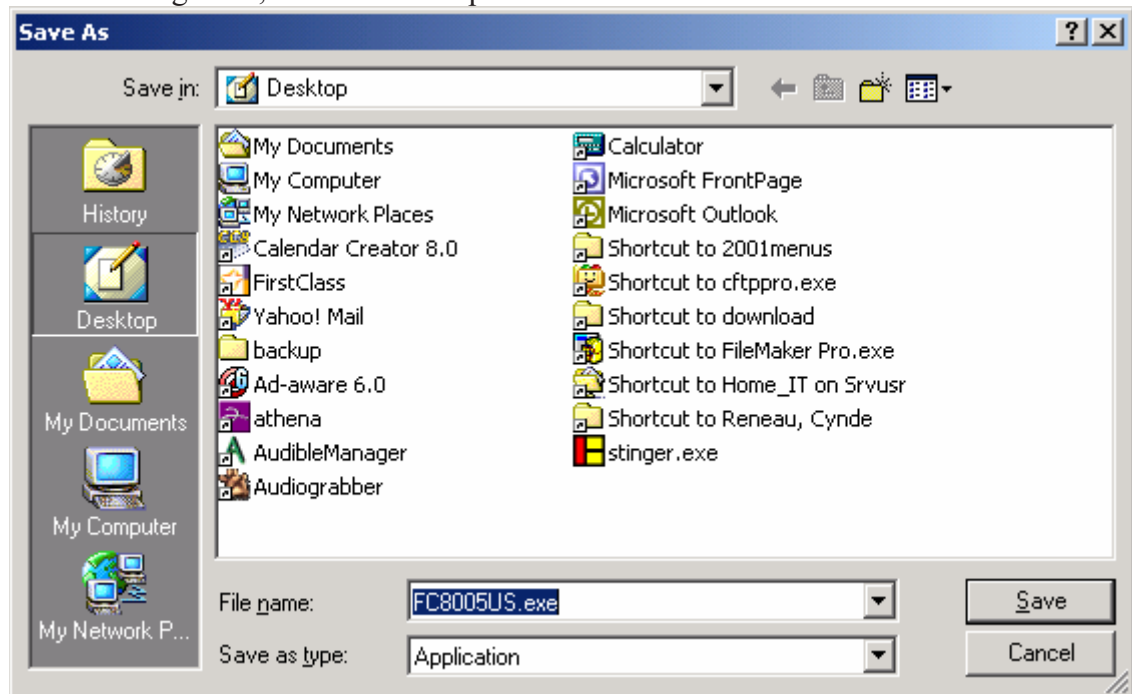 Save As
Save in: Desktop
History
Desktop
My Documents
My Computer
My Network P...
My Documents
My Computer
My Network Places
Calendar Creator 8.0
FirstClass
Yahoo! Mail
backup
Ad-aware 6.0
athena
AudibleManager
Audiograbber
Calculator
Microsoft FrontPage
Microsoft Outlook
Shortcut to 2001menus
Shortcut to cftppro.exe
Shortcut to download
Shortcut to FileMaker Pro.exe
Shortcut to Home_IT on Srvusr
Shortcut to Reneau, Cynde
stinger.exe
File name: FC8005US.exe Save
Save as type: Application Cancel